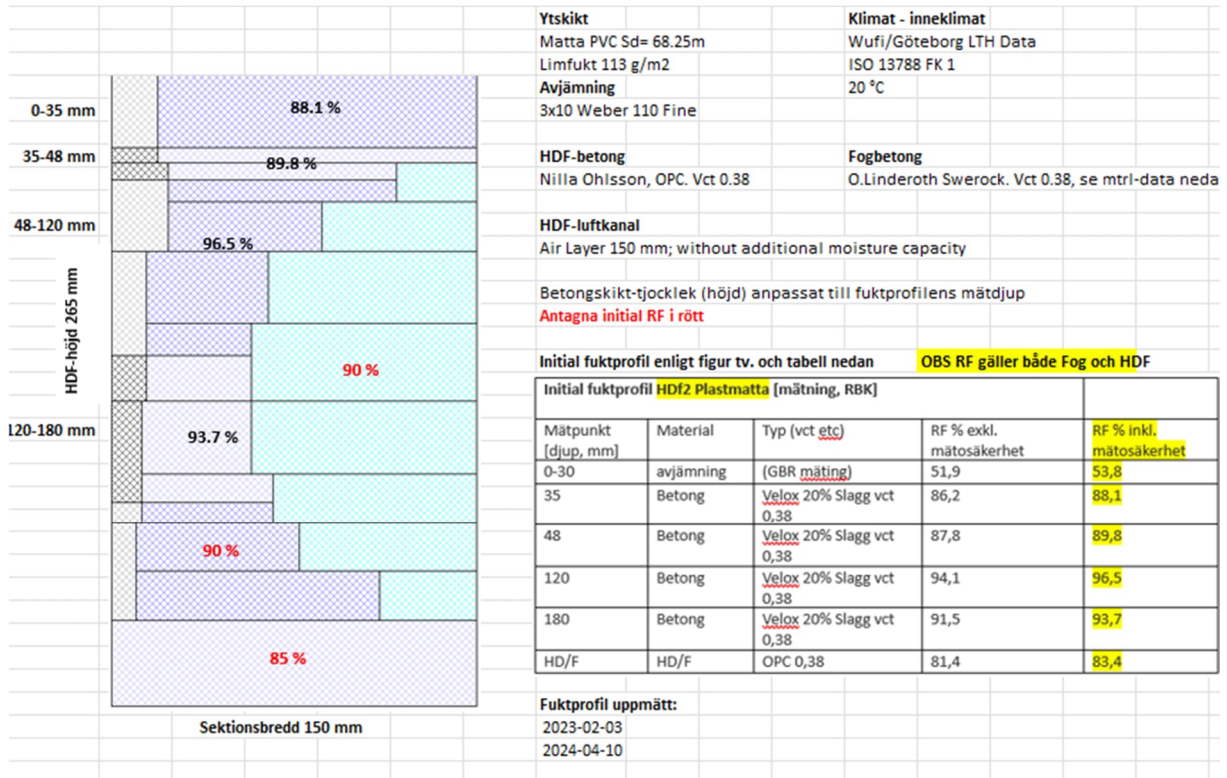 Ytskikt
Matta PVC Sd= 68.25m
Limfukt 113 g/m2
Avjämning
3x10 Weber 110 Fine
Klimat - inneklimat
Wufi/Göteborg LTH Data
ISO 13788 FK 1
20 °C
HDF-betong
Nilla Ohlsson, OPC. Vct 0.38
Fogbetong
O.Linderoth Swerock. Vct 0.38, se mtrl-data neda
HDF-luftkanal
Air Layer 150 mm; without additional moisture capacity
Betongskikt-tjocklek (höjd) anpassat till fuktprofilens mätdjup
Antagna initial RF i rött
0-35 mm
88.1 %
35-48 mm
89.8 %
48-120 mm
96.5 %
HDF-höjd 265 mm
90 %
120-180 mm
93.7 %
90 %
85 %
Sektionsbredd 150 mm
Initial fuktprofil enligt figur tv. och tabell nedan OBS RF gäller både Fog och HDF
Initial fuktprofil HDf2 Plastmatta [mätning, RBK]
Mätpunkt [djup, mm] Material Typ (vct etc) RF % exkl. mätosäkerhet RF % inkl. mätosäkerhet
0-30 avjämning (GBR mäting) 51,9 53,8
35 Betong Velox 20% Slagg vct 0,38 86,2 88,1
48 Betong Velox 20% Slagg vct 0,38 87,8 89,8
120 Betong Velox 20% Slagg vct 0,38 94,1 96,5
180 Betong Velox 20% Slagg vct 0,38 91,5 93,7
HD/F HD/F OPC 0,38 81,4 83,4
Fuktprofil uppmätt:
2023-02-03
2024-04-10